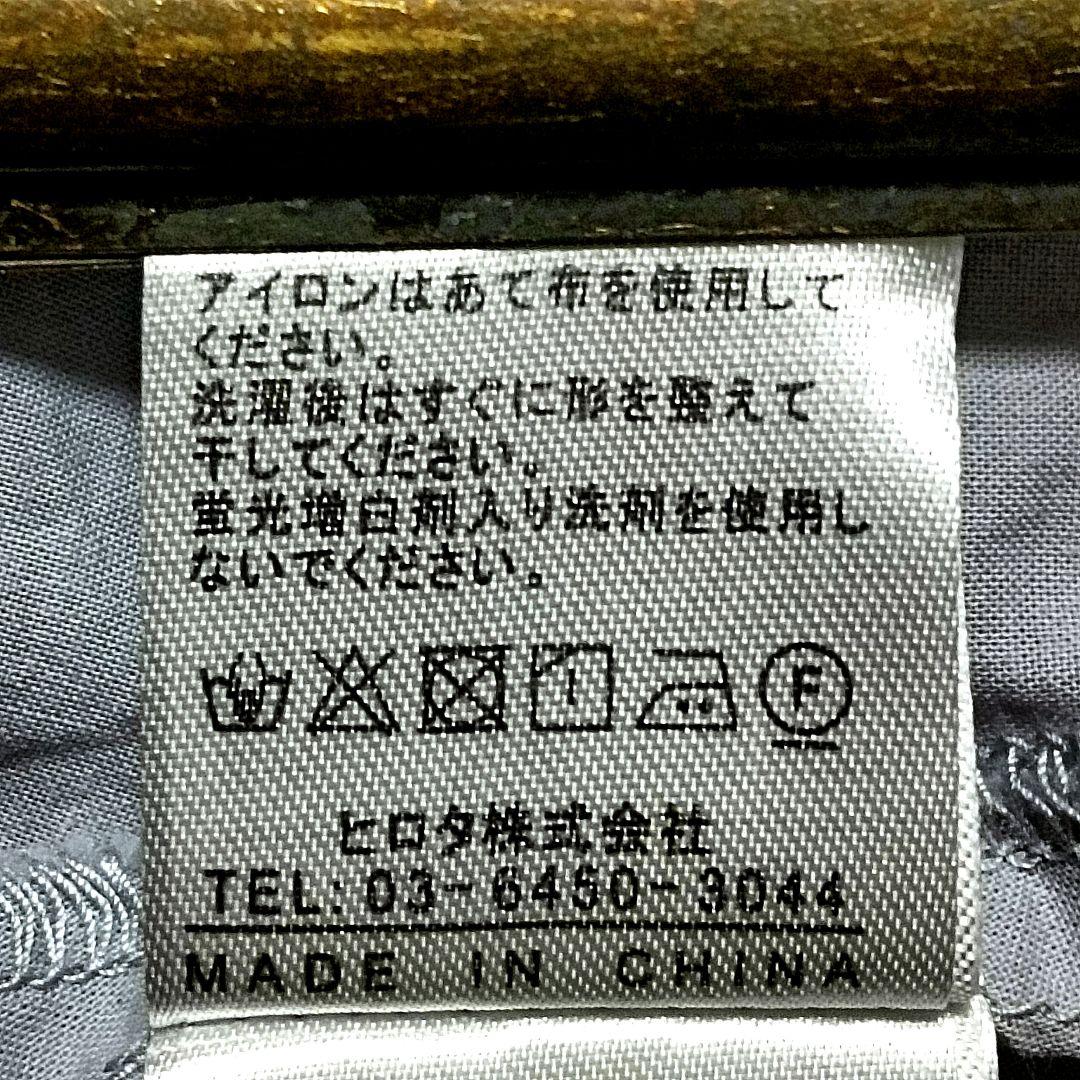 アイロンはあて布を使用して
ください。
洗濯後はすぐに形を整えて
干してください。
蛍光増白剤入り洗剤を使用し
ないでください。
F
ヒロタ株式会社
TEL: 03-6450-3044
MADE IN CHINA